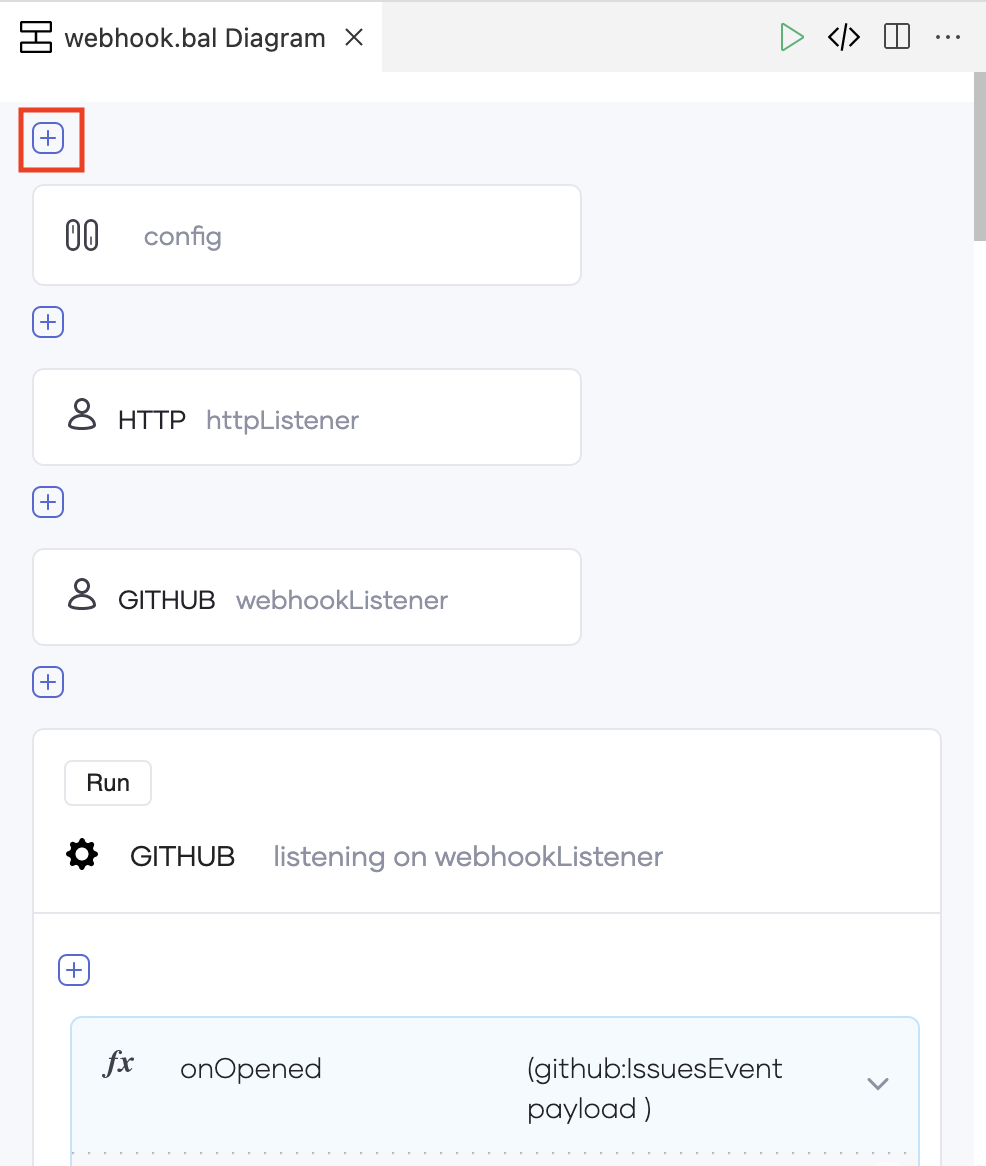 webhook.bal Diagram
config
HTTP httpListener
GITHUB webhookListener
Run
GITHUB listening on webhookListener
fx onOpened (github:IssuesEvent
payload )